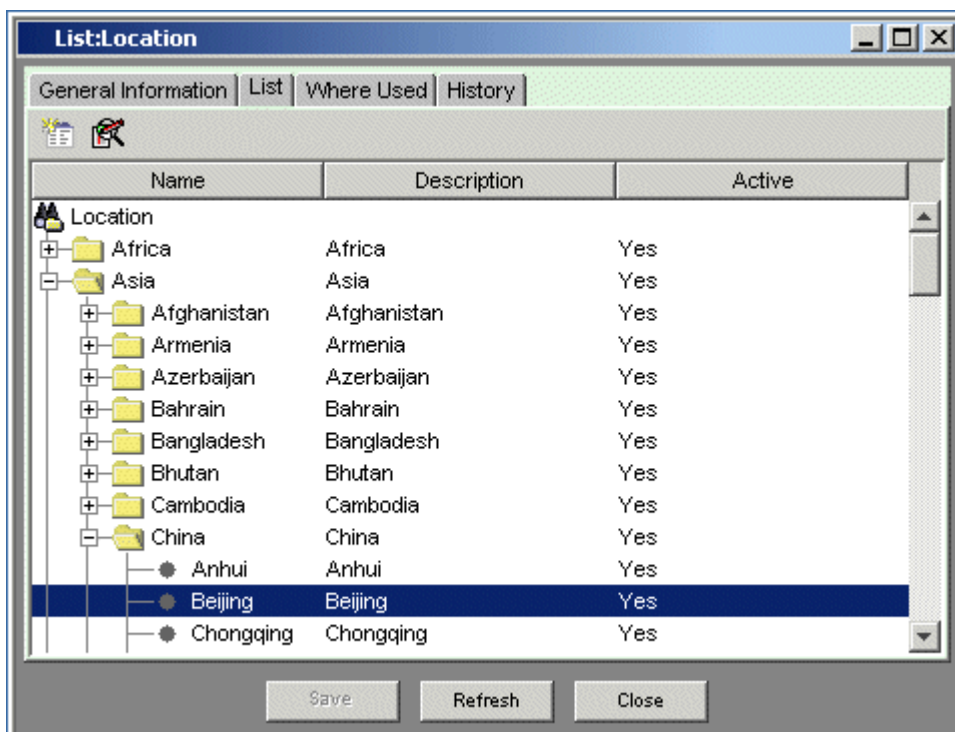 List:Location
General Information List Where Used History
Name Description Active
Location
Africa Africa Yes
Asia Asia Yes
Afghanistan Afghanistan Yes
Armenia Armenia Yes
Azerbaijan Azerbaijan Yes
Bahrain Bahrain Yes
Bangladesh Bangladesh Yes
Bhutan Bhutan Yes
Cambodia Cambodia Yes
China China Yes
Anhui Anhui Yes
Beijing Beijing Yes
Chongqing Chongqing Yes
Save Refresh Close